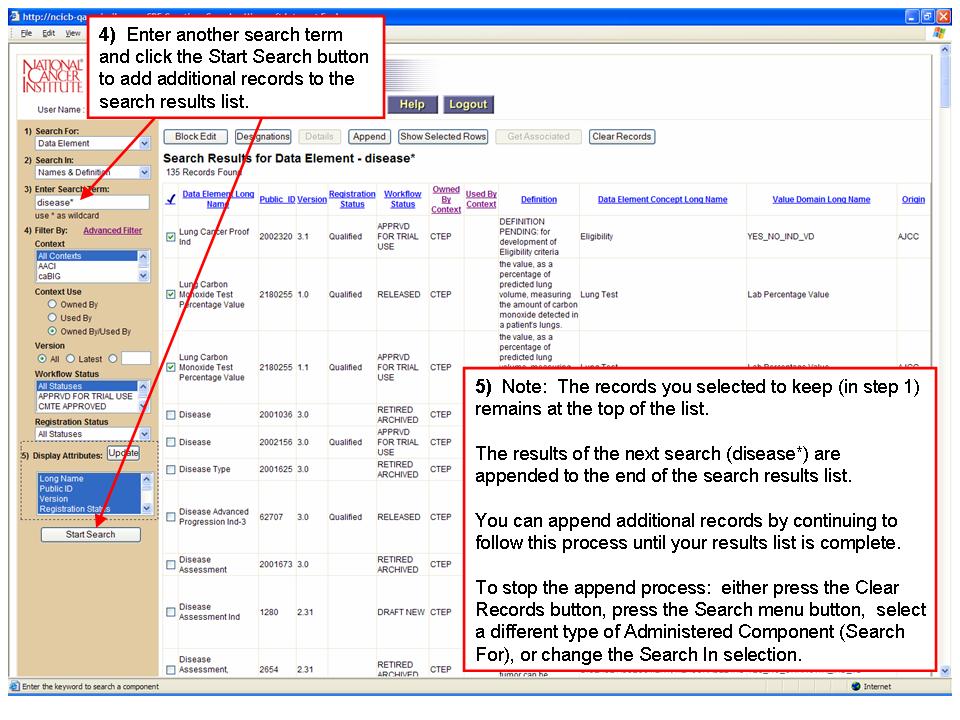 http://ncicb-qa
File Edit View
4) Enter another search term
and click the Start Search button
to add additional records to the
search results list.
NATIONAL
CANCER
INSTITUTE
User Name:
Help Logout
1) Search For:
Data Element
2) Search In:
Names & Definition
3) Enter Search Term:
disease*
use * as wildcard
4) Filter By: Advanced Filter
Context
All Contexts
AACI
caBIG
Context Use
Owned By
Used By
Owned By/Used By
Version
All Latest
Workflow Status
All Statuses
APPRVD FOR TRIAL USE
CMTE APPROVED
Registration Status
All Statuses
5) Display Attributes: Update
Long Name
Public ID
Version
Registration Status
Start Search
Block Edit Designations Details Append Show Selected Rows Get Associated Clear Records
Search Results for Data Element - disease*
135 Records Found
Data Element Long Name Public ID Version Registration Status Workflow Status Owned By Context Used By Context Definition Data Element Concept Long Name Value Domain Long Name Origin
Lung Cancer Proof Ind 2002320 3.1 Qualified APPRVD FOR TRIAL USE CTEP DEFINITION PENDING: for development of Eligibility criteria Eligibility YES_NO_IND_VD AJCC
Lung Carbon Monoxide Test Percentage Value 2180255 1.0 Qualified RELEASED CTEP the value, as a percentage of predicted lung volume, measuring the amount of carbon monoxide detected in a patient's lungs. Lung Test Lab Percentage Value
Lung Carbon Monoxide Test Percentage Value 2180255 1.1 Qualified APPRVD FOR TRIAL USE CTEP the value, as a percentage of predicted lung
Disease 2001036 3.0 RETIRED ARCHIVED CTEP
Disease 2002156 3.0 Qualified APPRVD FOR TRIAL USE CTEP
Disease Type 2001625 3.0 RETIRED ARCHIVED CTEP
Disease Advanced Progression Ind-3 62707 3.0 Qualified RELEASED CTEP
Disease Assessment 2001673 3.0 RETIRED ARCHIVED CTEP
Disease Assessment Ind 1280 2.31 DRAFT NEW CTEP
Disease Assessment, 2654 2.31 RETIRED ARCHIVED CTEP
5) Note: The records you selected to keep (in step 1)
remains at the top of the list.
The results of the next search (disease*) are
appended to the end of the search results list.
You can append additional records by continuing to
follow this process until your results list is complete.
To stop the append process: either press the Clear
Records button, press the Search menu button, select
a different type of Administered Component (Search
For), or change the Search In selection.
Enter the keyword to search a component
Internet